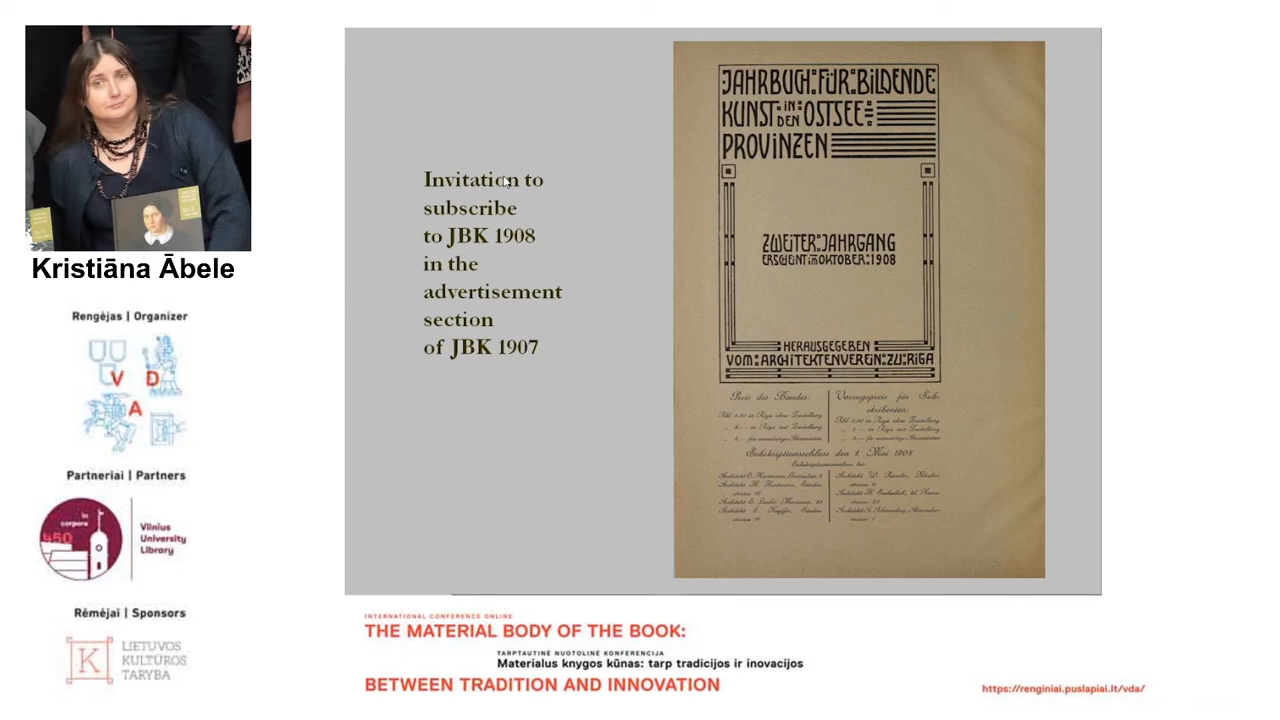 Kristiāna Ābele
Rengėjas | Organizer
V D
A
Partneriai | Partners
in
corpore
450
Vilnius
University
Library
Rėmėjai | Sponsors
K
LIETUVOS
KULTŪROS
TARYBA
Invitation to
subscribe
to JBK 1908
in the
advertisement
section
of JBK 1907
JAHRBUCH:FÜR:BILDENDE
KUNST:IN DEN OSTSEE:
PROVINZEN
ZWEITER:JAHRGANG
ERSCHEINT:IM:OKTOBER:1908
HERAUSGEGEBEN
VOM:ARCHITEKTENVEREIN:ZU:RIGA
Preis des Bandes:
Vorzugspreis für Sub-
skribenten:
Subskriptionsschluss den 1. Mai 1908
INTERNATIONAL CONFERENCE ONLINE
THE MATERIAL BODY OF THE BOOK:
TARPTAUTINĖ NUOTOLINĖ KONFERENCIJA
Materialus knygos kūnas: tarp tradicijos ir inovacijos
BETWEEN TRADITION AND INNOVATION
https://renginiai.puslapiai.lt/vda/